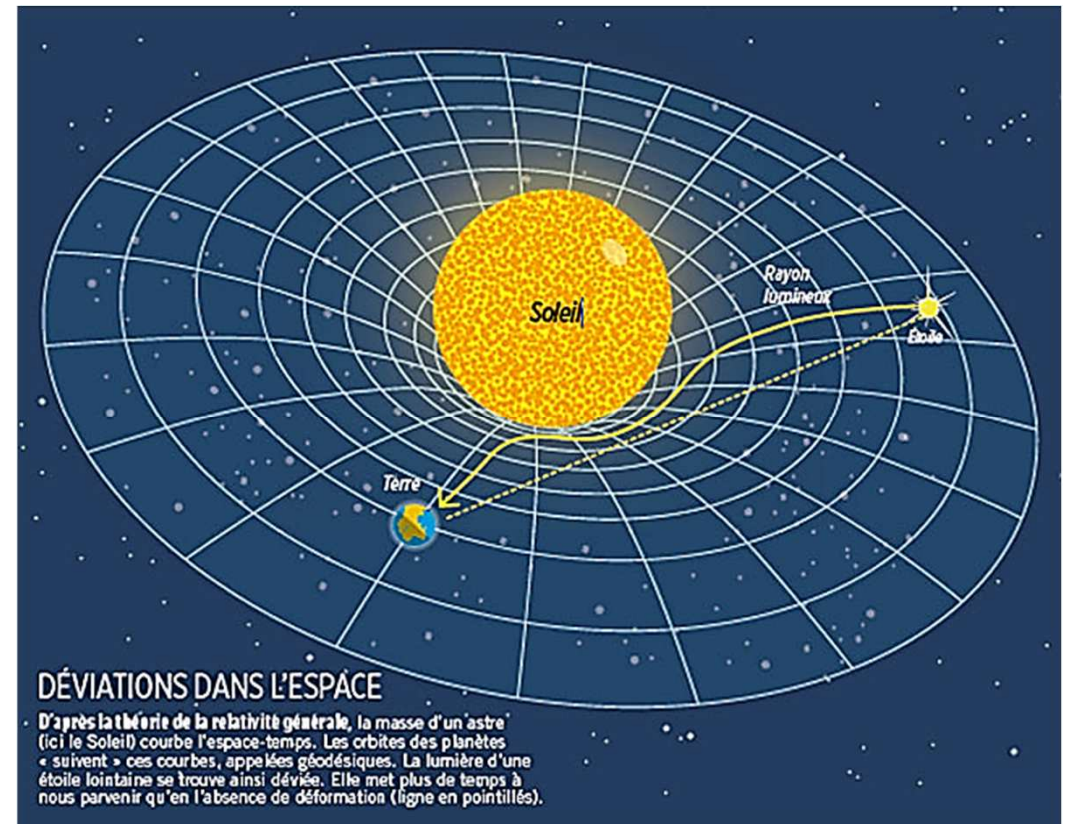 Soleil
Rayon
lumineux
Étoile
Terre
DÉVIATIONS DANS L'ESPACE
D'après la théorie de la relativité générale, la masse d'un astre
(ici le Soleil) courbe l'espace-temps. Les orbites des planètes
« suivent » ces courbes, appelées géodésiques. La lumière d'une
étoile lointaine se trouve ainsi déviée. Elle met plus de temps à
nous parvenir qu'en l'absence de déformation (ligne en pointillés).